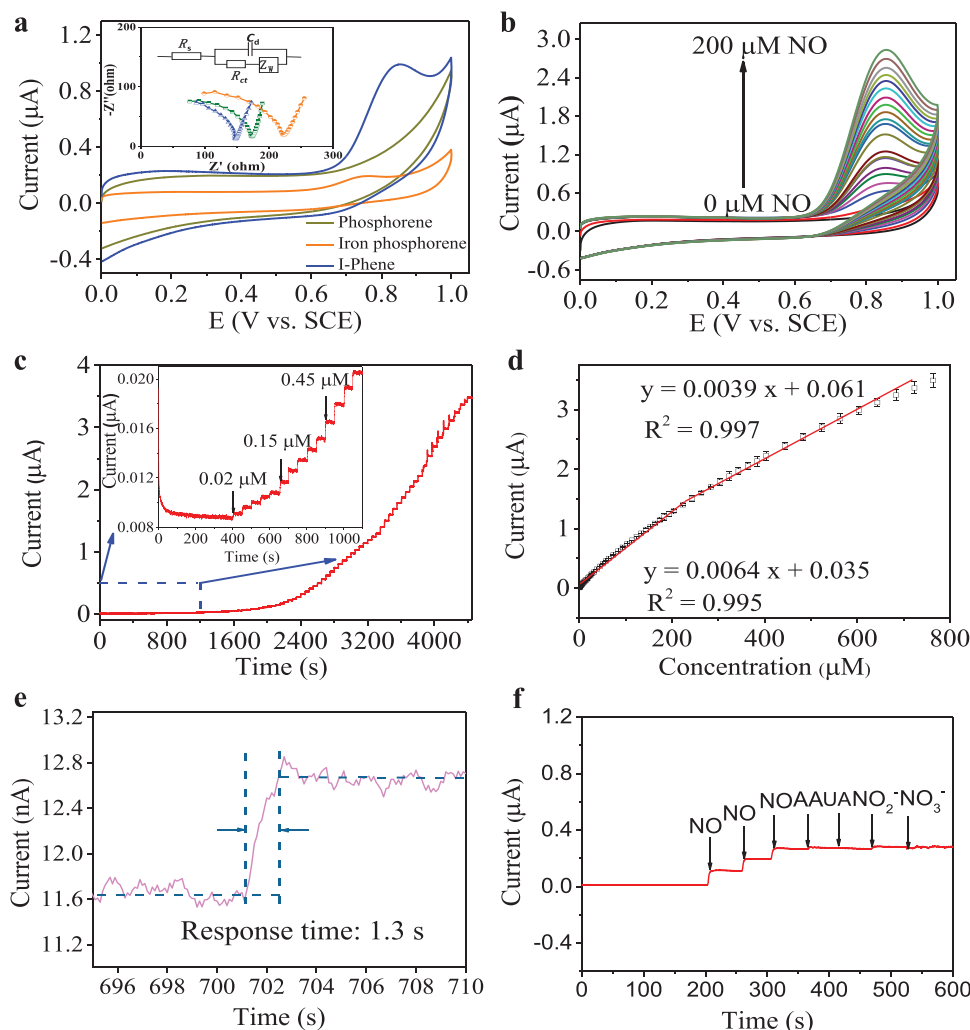 a
1.2
1.0
0.8
0.4
0.0
-0.4
Current (µA)
0.0 0.2 0.4 0.6 0.8 1.0
E (V vs. SCE)
200
100
0
-Z''(ohm)
0 100 200 300
Z' (ohm)
Rs
Cd
Rct
ZW
Phosphorene
Iron phosphorene
I-Phene
b
3.0
2.4
1.8
1.2
0.6
0.0
-0.6
Current (µA)
200 µM NO
0 µM NO
0.0 0.2 0.4 0.6 0.8 1.0
E (V vs. SCE)
c
4
3
2
1
0
Current (µA)
0 800 1600 2400 3200 4000
Time (s)
0.020
0.016
0.012
0.008
Current (µA)
0.45 µM
0.15 µM
0.02 µM
0 200 400 600 800 1000
Time (s)
d
3
2
1
0
Current (µA)
y = 0.0039 x + 0.061
R² = 0.997
y = 0.0064 x + 0.035
R² = 0.995
0 200 400 600 800
Concentration (µM)
e
13.2
12.8
12.4
12.0
11.6
11.2
Current (nA)
Response time: 1.3 s
696 698 700 702 704 706 708 710
Time (s)
f
0.8
0.4
0.0
-0.4
Current (µA)
NO NO NO AA UA NO₂⁻ NO₃⁻
0 100 200 300 400 500 600
Time (s)